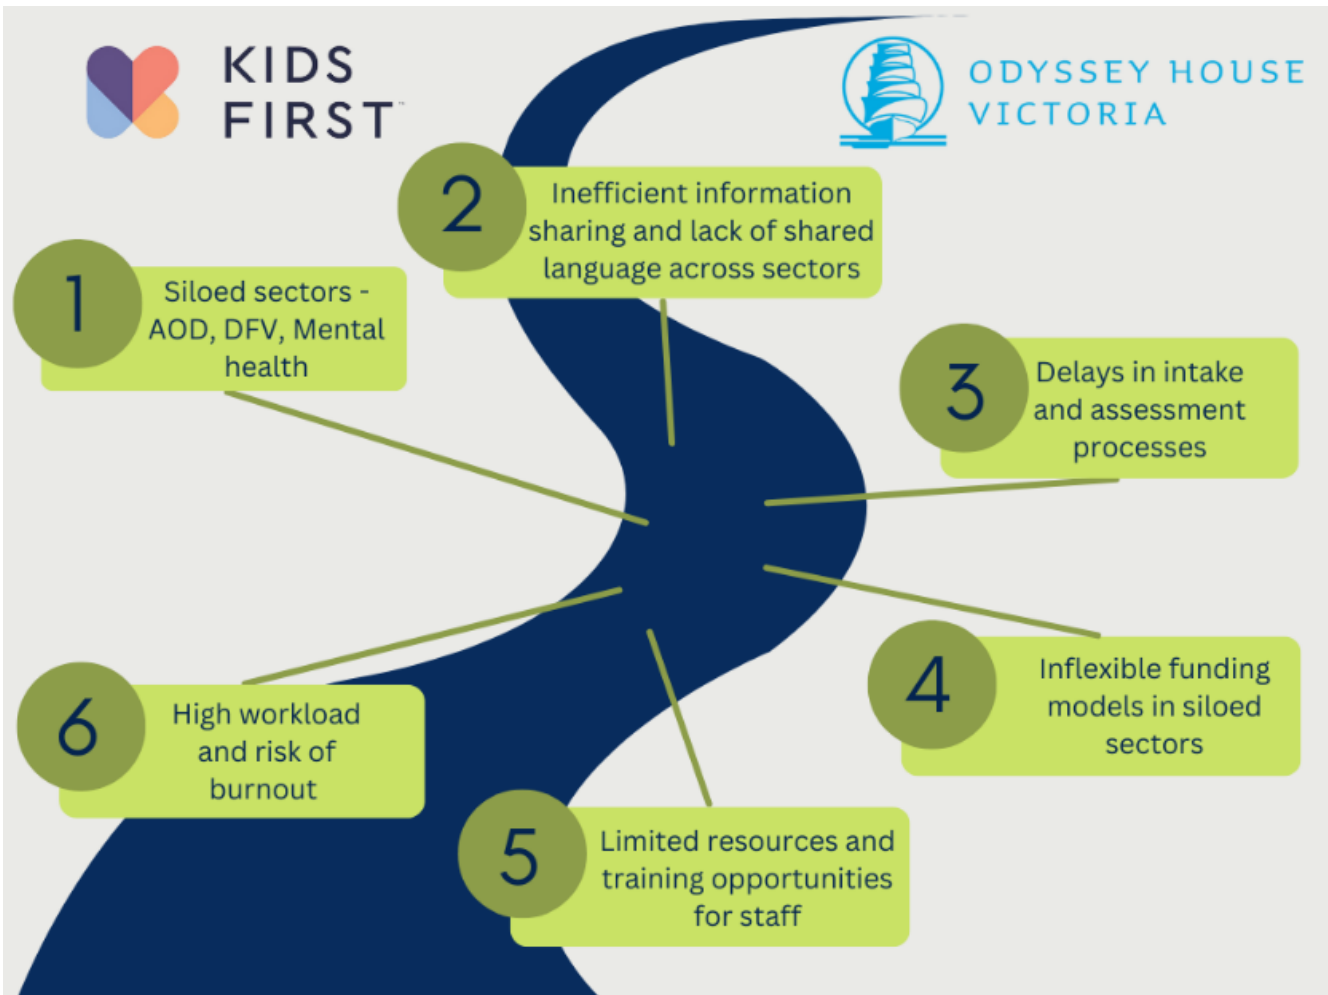 KIDS
FIRST™
ODYSSEY HOUSE
VICTORIA
1
Siloed sectors -
AOD, DFV, Mental
health
2
Inefficient information
sharing and lack of shared
language across sectors
3
Delays in intake
and assessment
processes
4
Inflexible funding
models in siloed
sectors
5
Limited resources and
training opportunities
for staff
6
High workload
and risk of
burnout